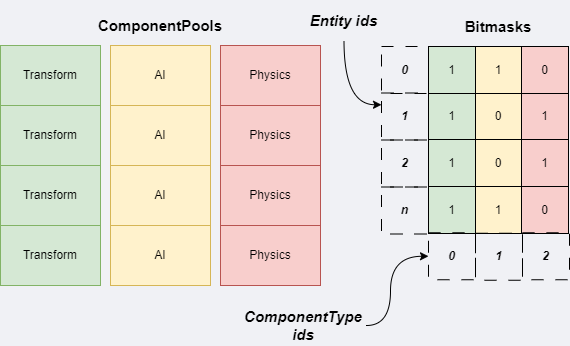 ComponentPools
Entity ids
Bitmasks
Transform AI Physics
Transform AI Physics
Transform AI Physics
Transform AI Physics
0 1 1 0
1 1 0 1
2 1 0 1
n 1 1 0
0 1 2
ComponentType
ids